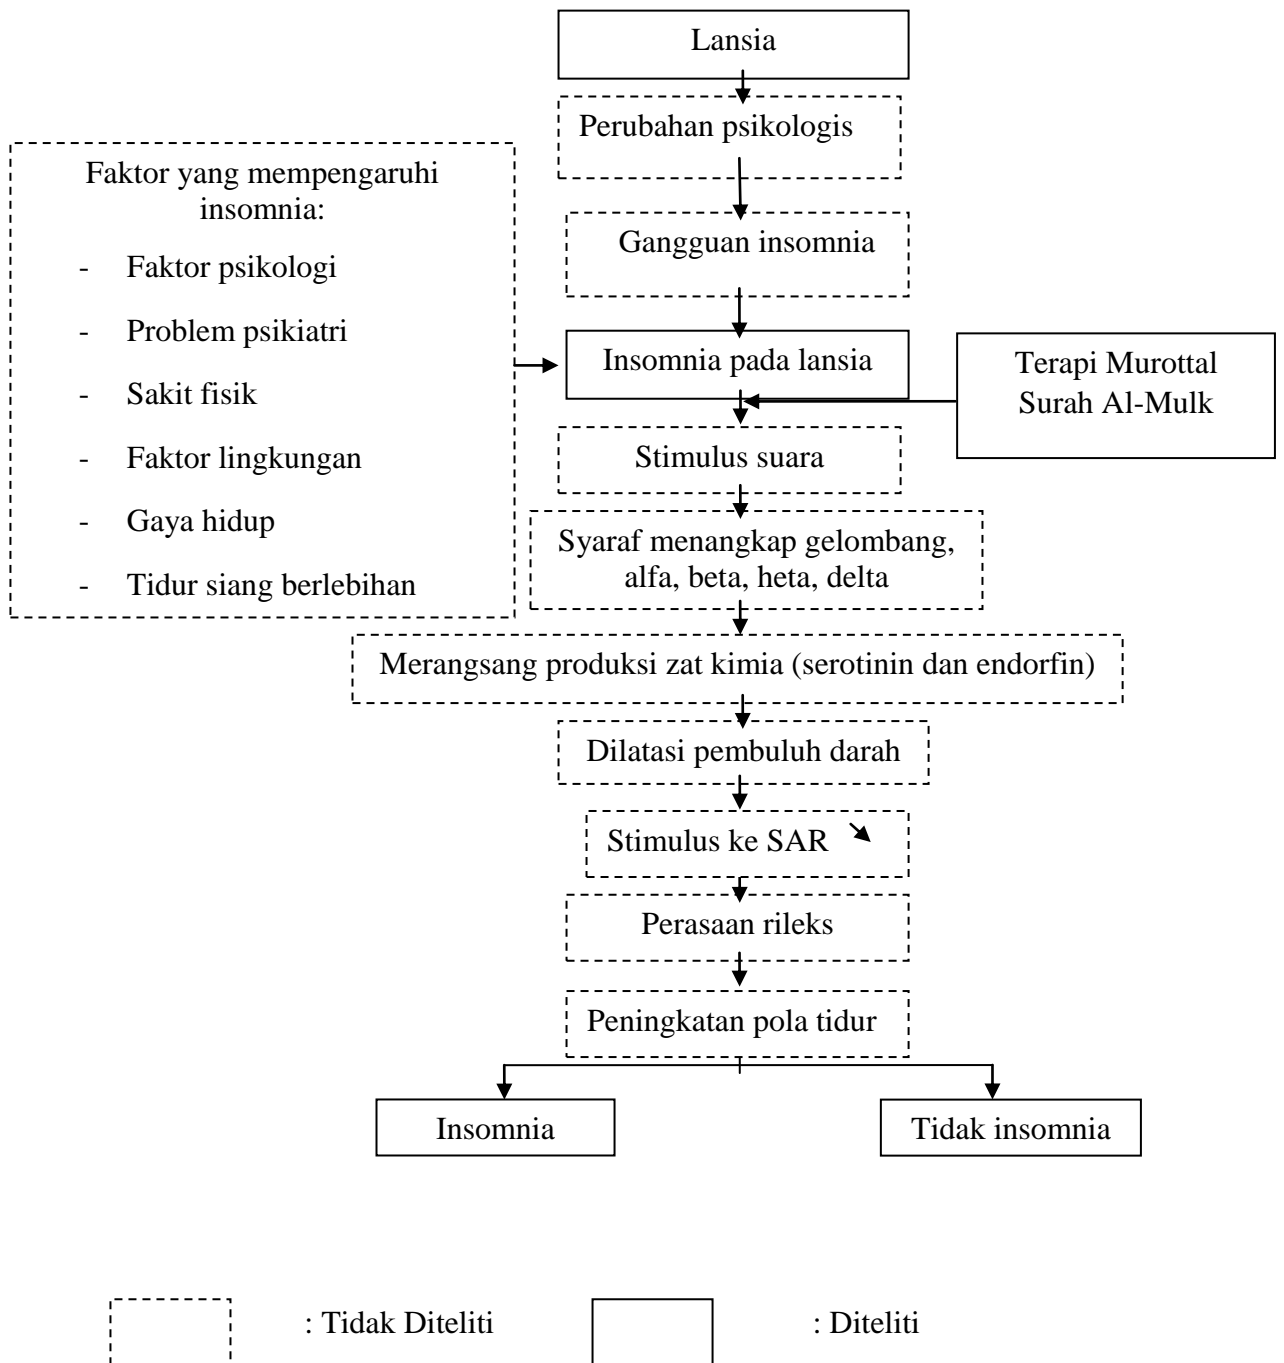 Lansia
Perubahan psikologis
Faktor yang mempengaruhi
insomnia:
- Faktor psikologi
- Problem psikiatri
- Sakit fisik
- Faktor lingkungan
- Gaya hidup
- Tidur siang berlebihan
Gangguan insomnia
Insomnia pada lansia
Terapi Murottal
Surah Al-Mulk
Stimulus suara
Syaraf menangkap gelombang,
alfa, beta, heta, delta
Merangsang produksi zat kimia (serotinin dan endorfin)
Dilatasi pembuluh darah
Stimulus ke SAR
Perasaan rileks
Peningkatan pola tidur
Insomnia
Tidak insomnia
: Tidak Diteliti
: Diteliti